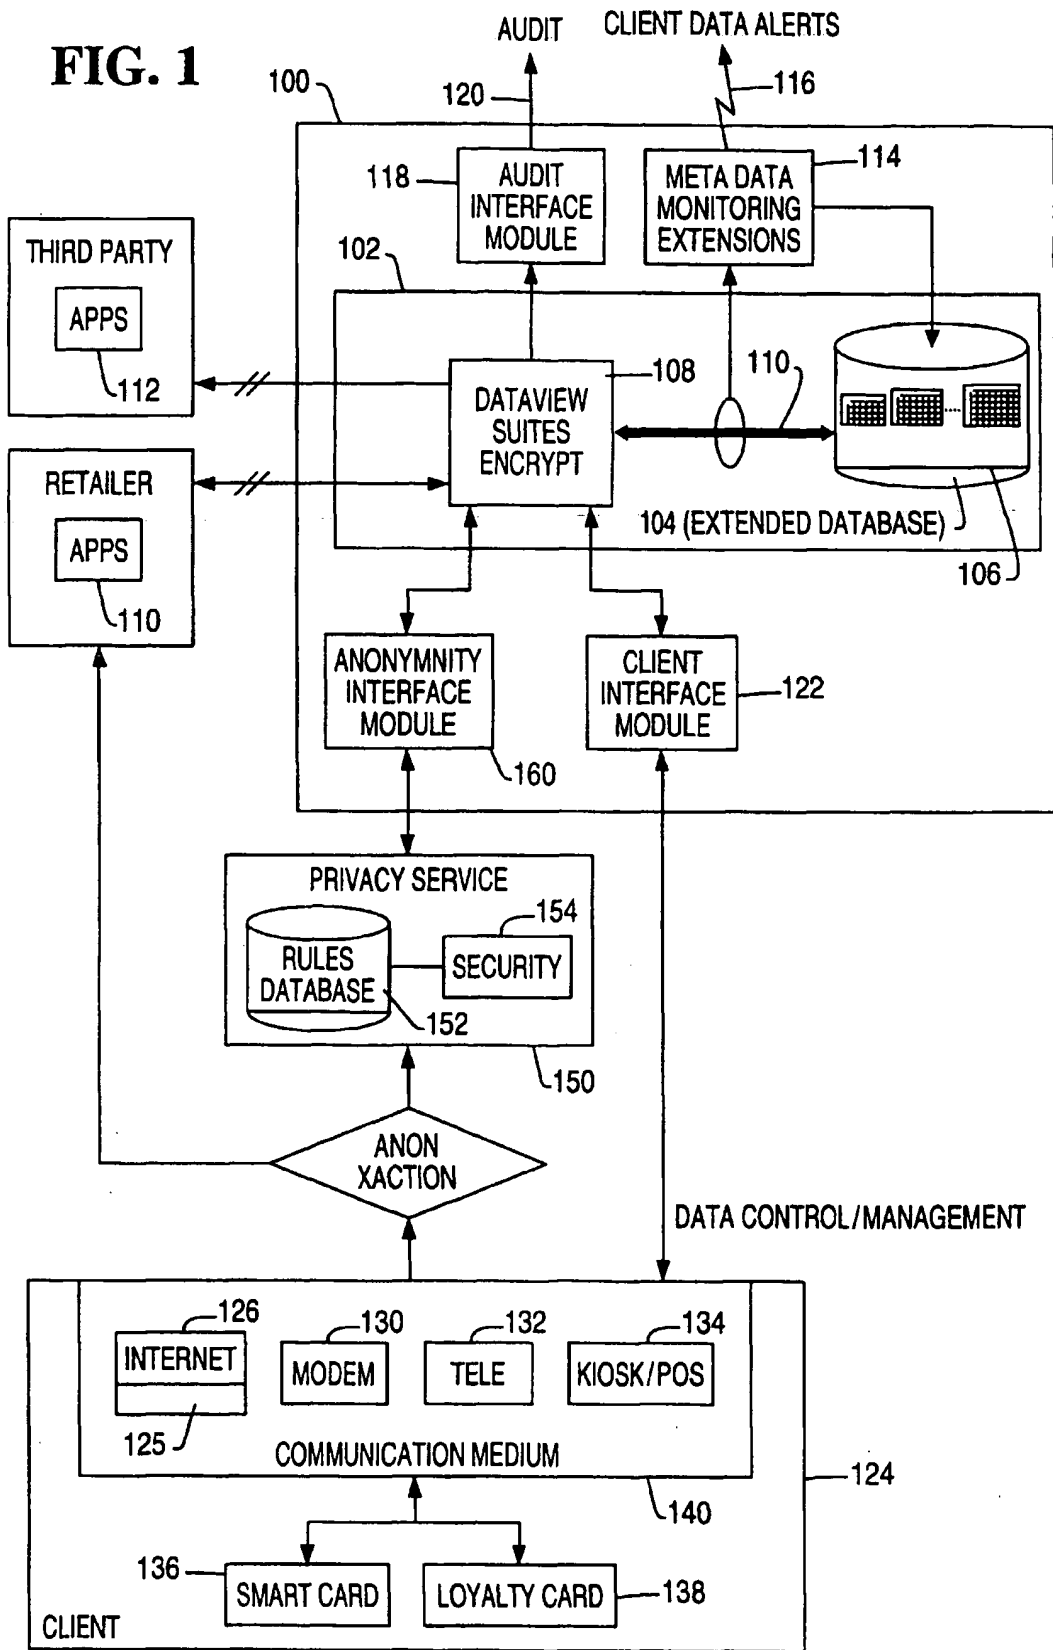 FIG. 1
AUDIT
CLIENT DATA ALERTS
100
120
116
118
AUDIT
INTERFACE
MODULE
META DATA
MONITORING
EXTENSIONS
114
THIRD PARTY
APPS
112
102
DATAVIEW
SUITES
ENCRYPT
108
110
104 (EXTENDED DATABASE)
106
RETAILER
APPS
110
ANONYMNITY
INTERFACE
MODULE
160
CLIENT
INTERFACE
MODULE
122
PRIVACY SERVICE
RULES
DATABASE
152
154
SECURITY
150
ANON
XACTION
DATA CONTROL/MANAGEMENT
126
INTERNET
125
130
MODEM
132
TELE
134
KIOSK/POS
COMMUNICATION MEDIUM
124
140
136
SMART CARD
LOYALTY CARD
138
CLIENT